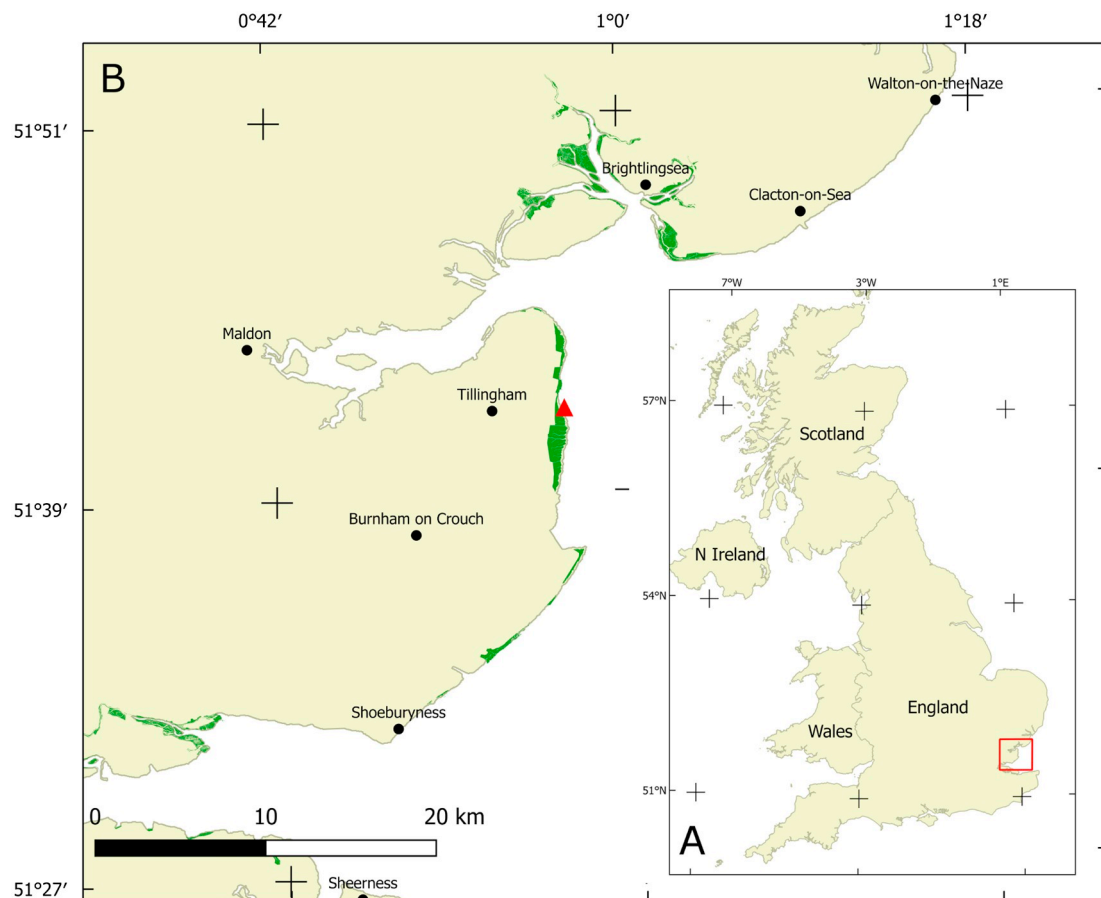 0°42′ 1°0′ 1°18′
B
Walton-on-the-Naze
51°51′
Brightlingsea
Clacton-on-Sea
7°W 3°W 1°E
Maldon
Tillingham
57°N
Scotland
51°39′
Burnham on Crouch
N Ireland
54°N
England
Shoeburyness
Wales
51°N
0 10 20 km
A
Sheerness
51°27′